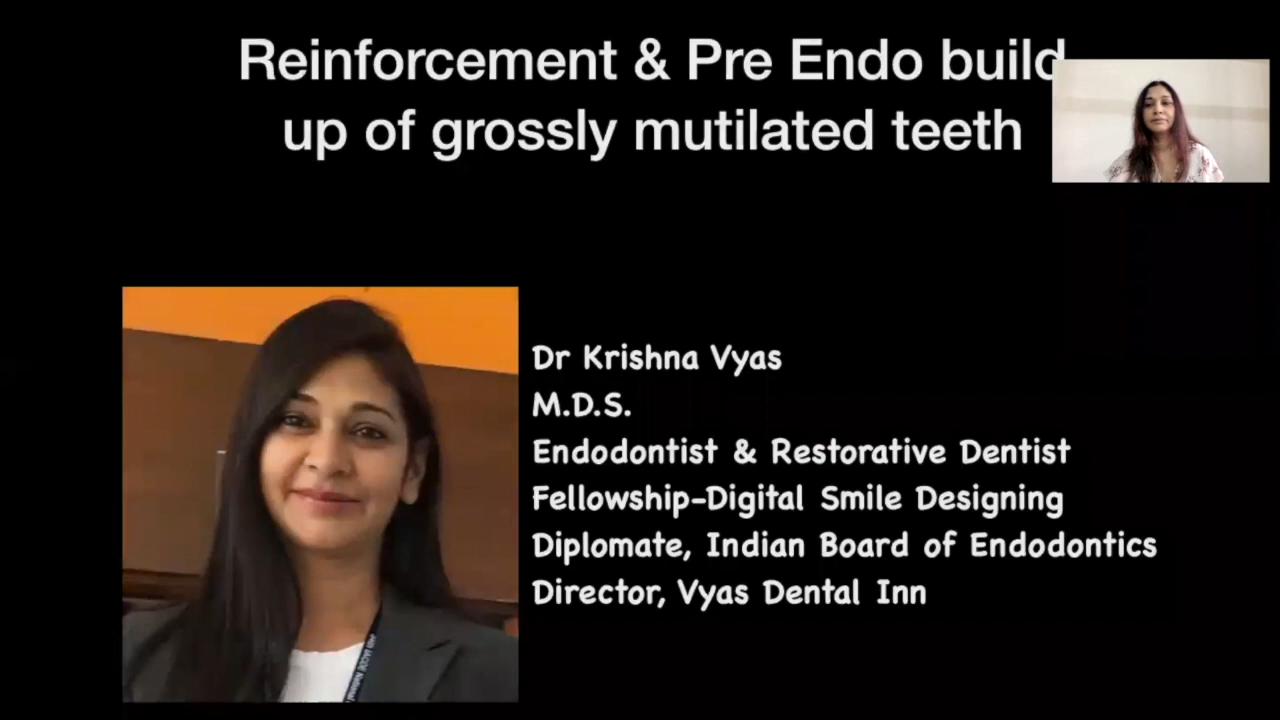 Reinforcement & Pre Endo build
up of grossly mutilated teeth
Dr Krishna Vyas
M.D.S.
Endodontist & Restorative Dentist
Fellowship-Digital Smile Designing
Diplomate, Indian Board of Endodontics
Director, Vyas Dental Inn